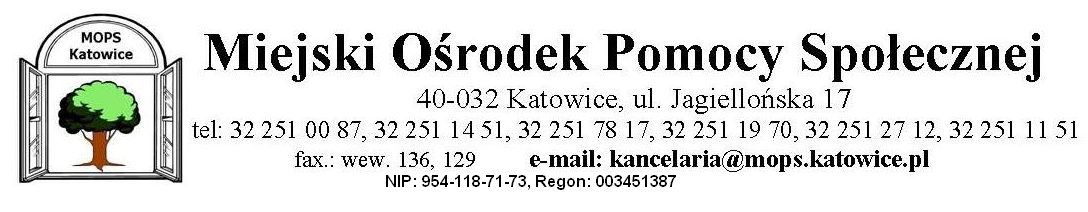 MOPS
Katowice
Miejski Ośrodek Pomocy Społecznej
40-032 Katowice, ul. Jagiellońska 17
tel: 32 251 00 87, 32 251 14 51, 32 251 78 17, 32 251 19 70, 32 251 27 12, 32 251 11 51
fax.: wew. 136, 129 e-mail: kancelaria@mops.katowice.pl
NIP: 954-118-71-73, Regon: 003451387